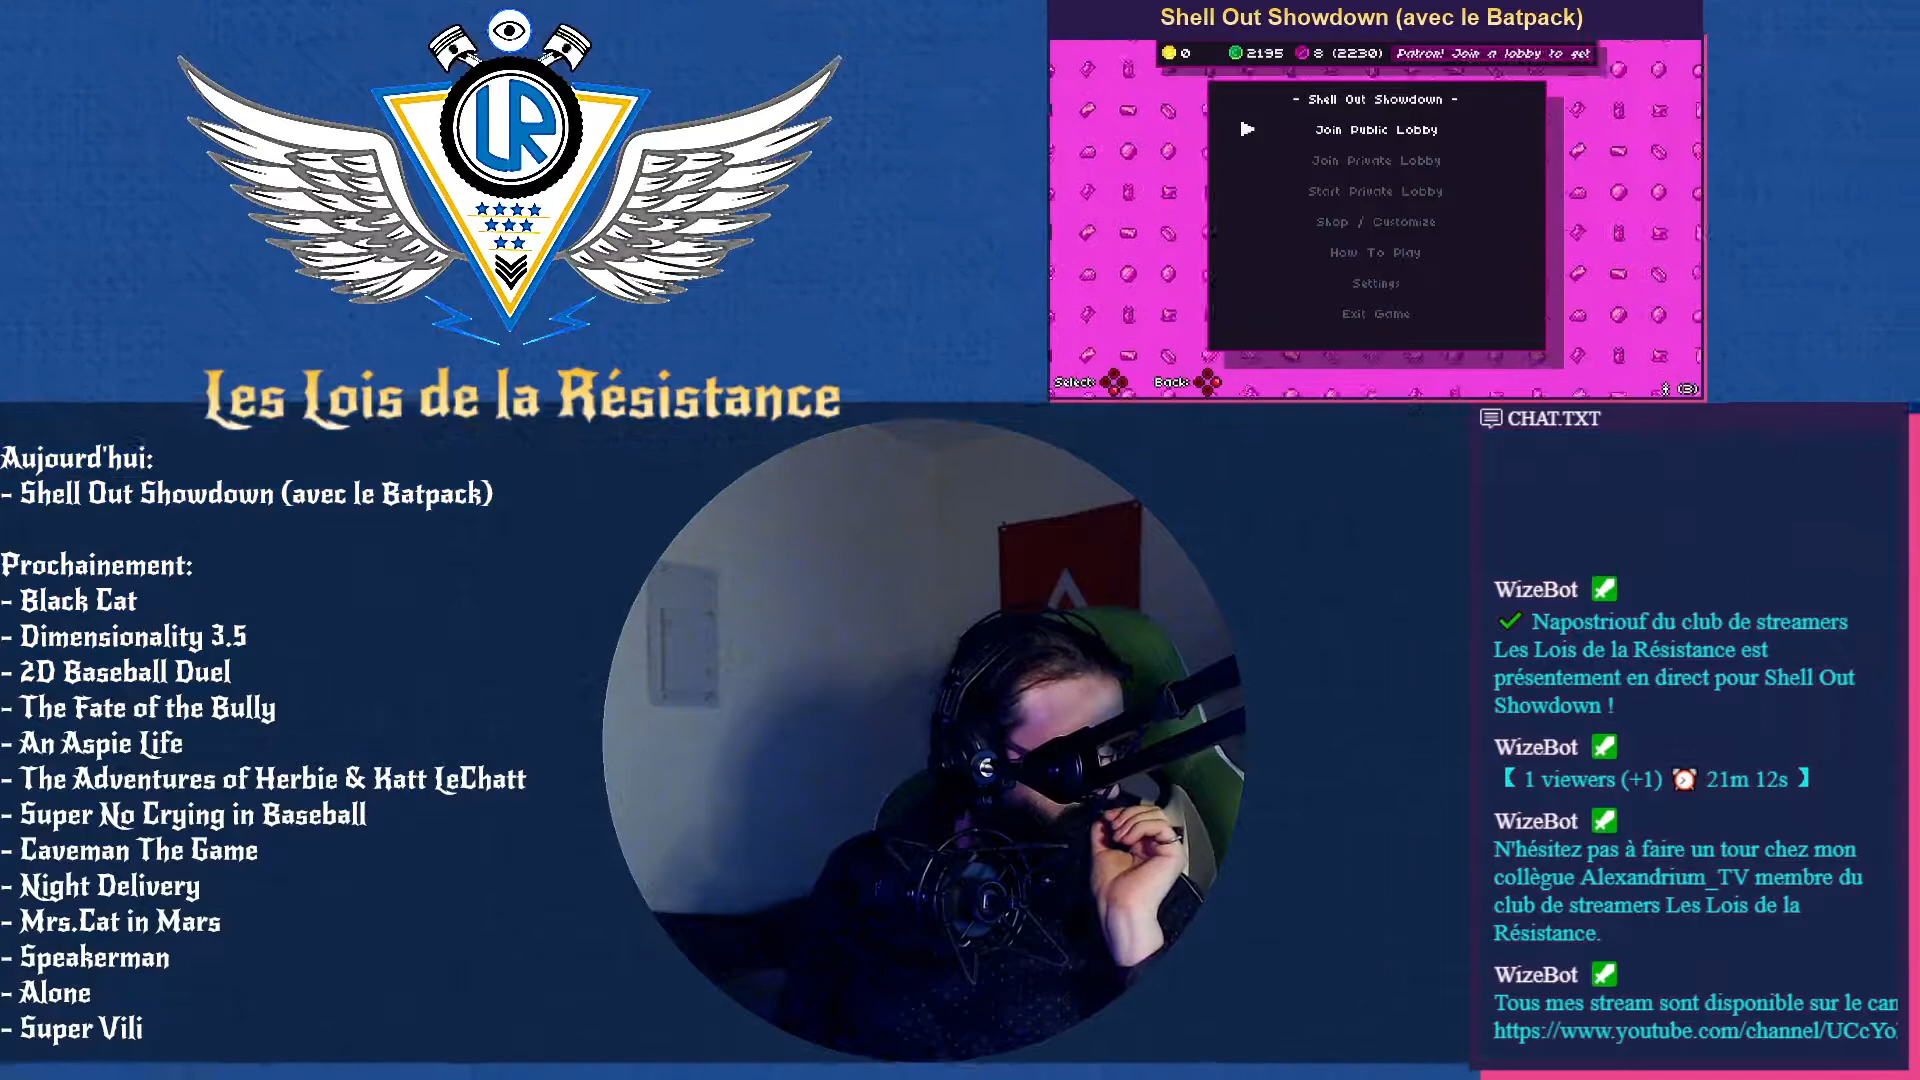 Shell Out Showdown (avec le Batpack)
0 2195 8 (2230) Patron! Join a lobby to get
- Shell Out Showdown -
Join Public Lobby
Join Private Lobby
Start Private Lobby
Shop / Customize
How To Play
Settings
Exit Game
Select: Back: (3)
LR
Les Lois de la Résistance
Aujourd'hui:
- Shell Out Showdown (avec le Batpack)
Prochainement:
- Black Cat
- Dimensionality 3.5
- 2D Baseball Duel
- The Fate of the Bully
- An Aspie Life
- The Adventures of Herbie & Katt LeChatt
- Super No Crying in Baseball
- Caveman The Game
- Night Delivery
- Mrs.Cat in Mars
- Speakerman
- Alone
- Super Vili
CHAT.TXT
WizeBot
Napostriouf du club de streamers
Les Lois de la Résistance est
présentement en direct pour Shell Out
Showdown !
WizeBot
【 1 viewers (+1) ⏰ 21m 12s 】
WizeBot
N'hésitez pas à faire un tour chez mon
collègue Alexandrium_TV membre du
club de streamers Les Lois de la
Résistance.
WizeBot
Tous mes stream sont disponible sur le can
https://www.youtube.com/channel/UCcYo